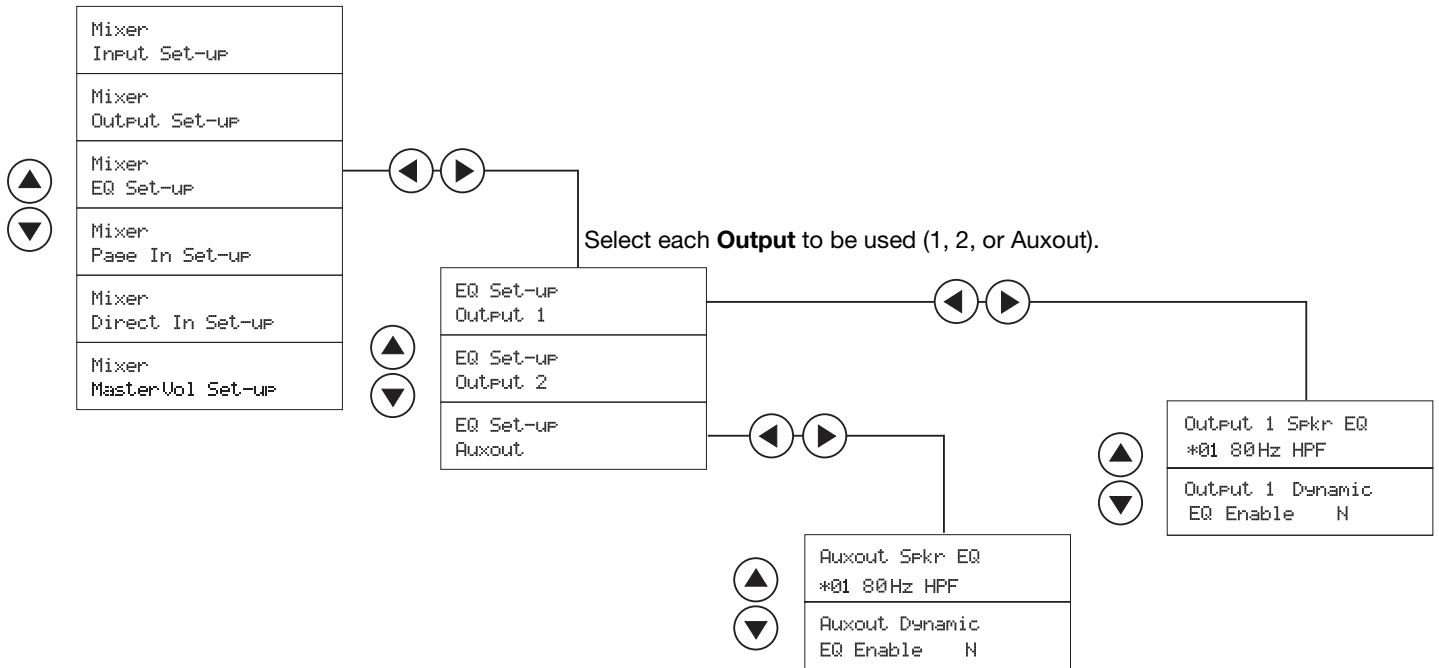 Mixer
Input Set-up
Mixer
Output Set-up
Mixer
EQ Set-up
Mixer
Page In Set-up
Mixer
Direct In Set-up
Mixer
MasterVol Set-up
Select each Output to be used (1, 2, or Auxout).
EQ Set-up
Output 1
EQ Set-up
Output 2
EQ Set-up
Auxout
Output 1 Spkr EQ
*01 80Hz HPF
Output 1 Dynamic
EQ Enable N
Auxout Spkr EQ
*01 80Hz HPF
Auxout Dynamic
EQ Enable N